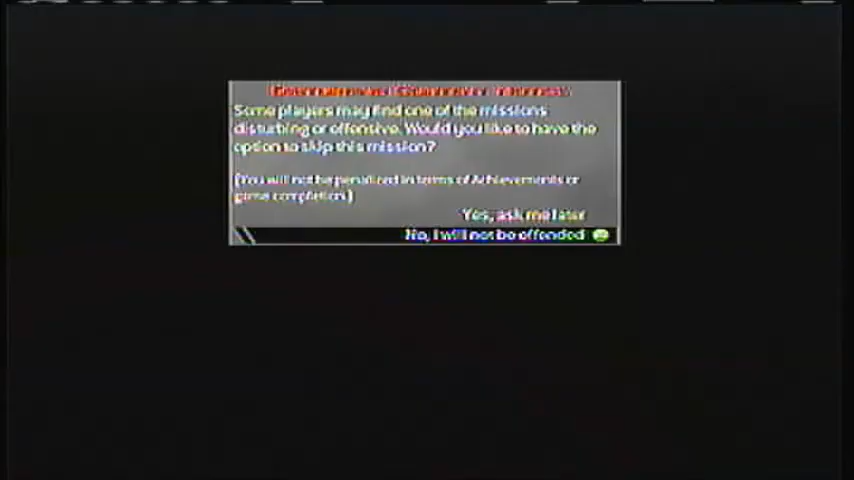 Some players may find one of the missions
disturbing or offensive. Would you like to have the
option to skip this mission?
(You will not be penalized in terms of Achievements or
game completion.)
Yes, ask me later
No, I will not be offended